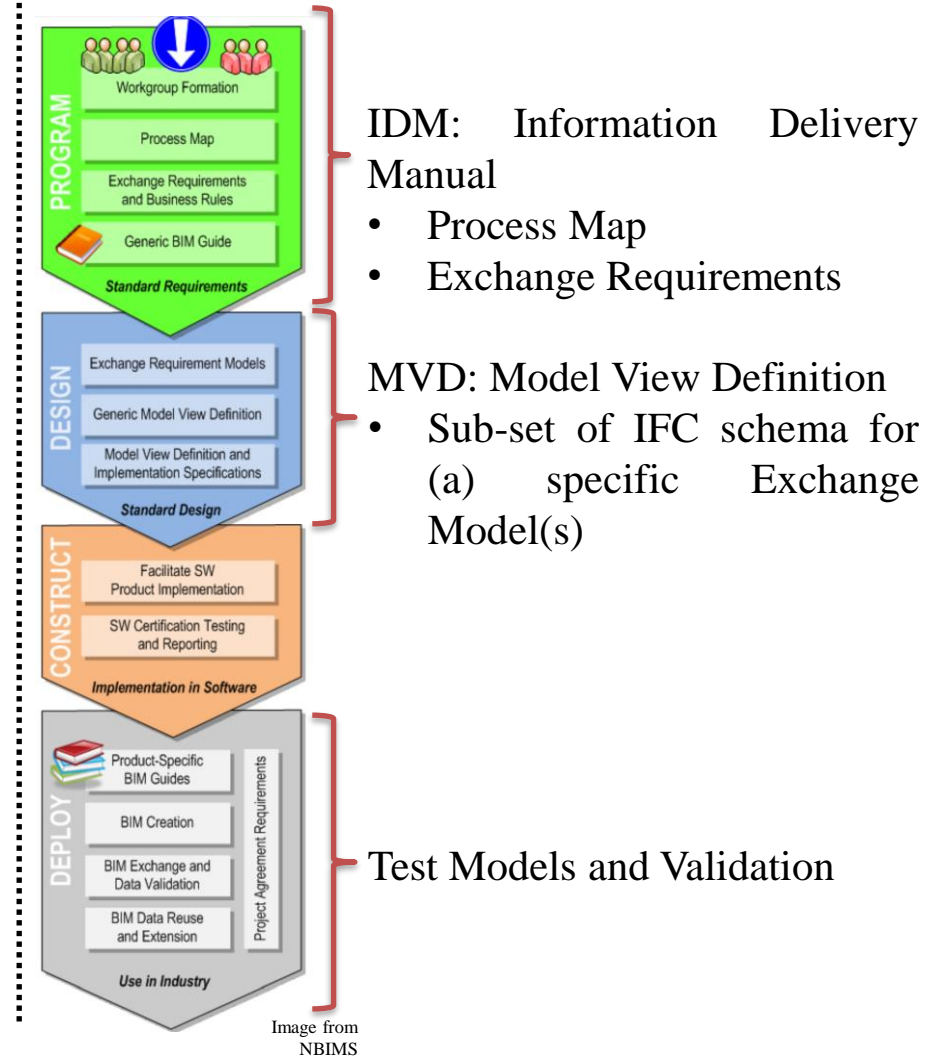 PROGRAM
Workgroup Formation
Process Map
Exchange Requirements
and Business Rules
Generic BIM Guide
Standard Requirements
IDM: Information Delivery
Manual
• Process Map
• Exchange Requirements
DESIGN
Exchange Requirement Models
Generic Model View Definition
Model View Definition and
Implementation Specifications
Standard Design
MVD: Model View Definition
• Sub-set of IFC schema for
(a) specific Exchange
Model(s)
CONSTRUCT
Facilitate SW
Product Implementation
SW Certification Testing
and Reporting
Implementation in Software
DEPLOY
Product-Specific
BIM Guides
BIM Creation
BIM Exchange and
Data Validation
BIM Data Reuse
and Extension
Project Agreement Requirements
Use in Industry
Test Models and Validation
Image from
NBIMS